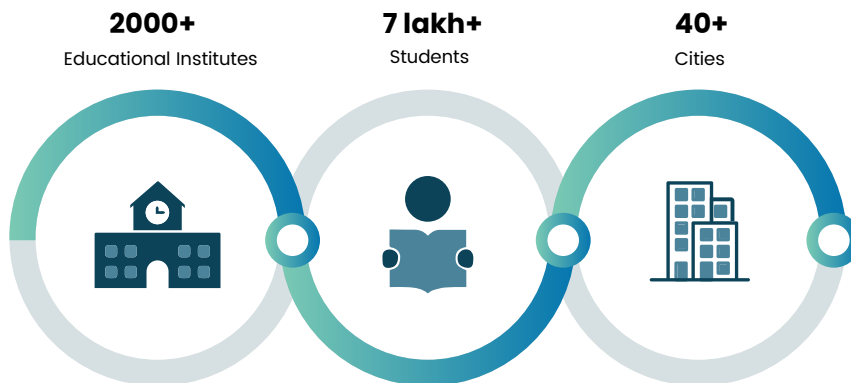 2000+
Educational Institutes
7 lakh+
Students
40+
Cities